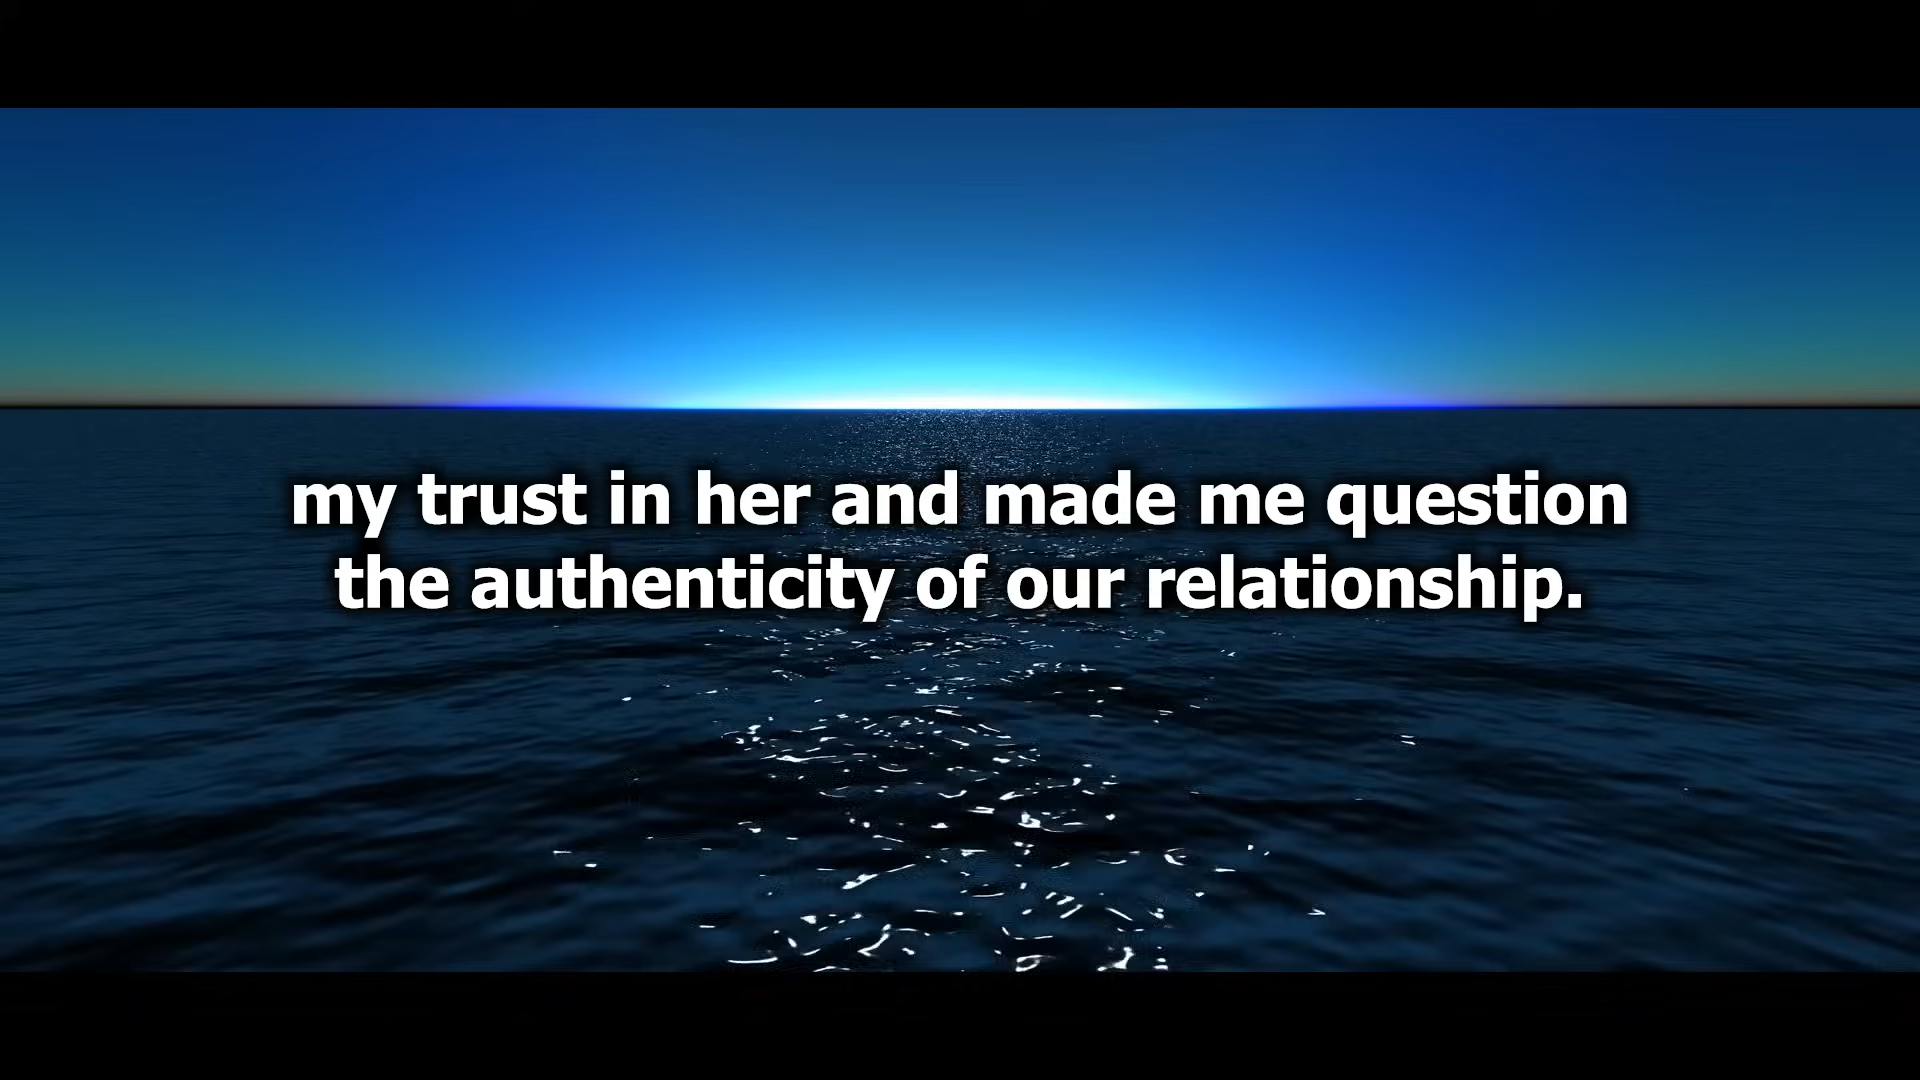 my trust in her and made me question
the authenticity of our relationship.